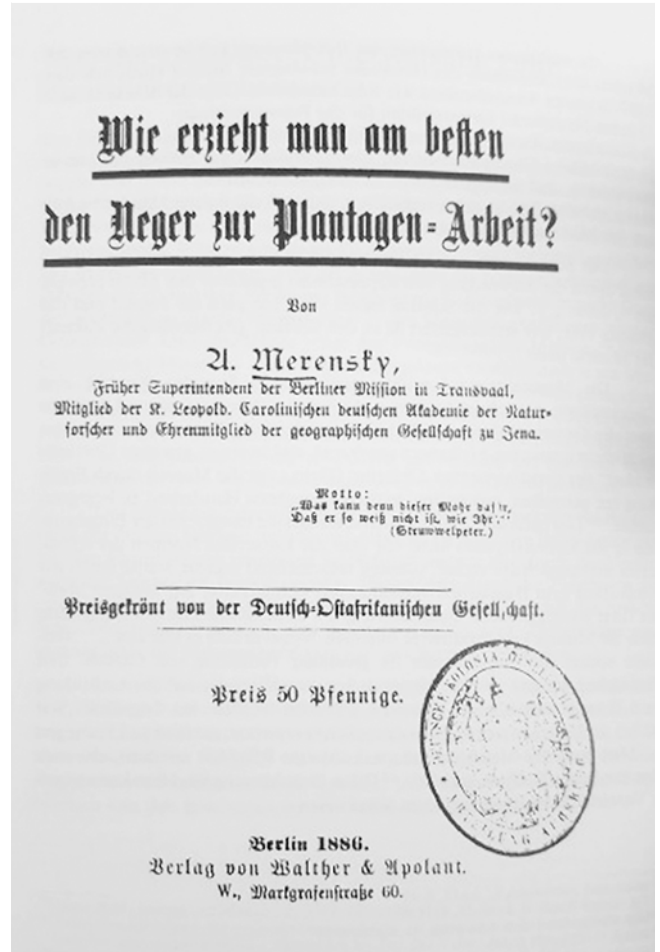 Wie erzieht man am besten
den Neger zur Plantagen=Arbeit?
Von
A. Merensky,
Früher Superintendent der Berliner Mission in Transvaal,
Mitglied der K. Leopold. Carolinischen deutschen Akademie der Natur=
forscher und Ehrenmitglied der geographischen Gesellschaft zu Jena.
Motto:
„Was kann denn dieser Mohr dafür,
Daß er so weiß nicht ist, wie Ihr."
(Struwwelpeter.)
Preisgekrönt von der Deutsch=Ostafrikanischen Gesellschaft.
Preis 50 Pfennige.
DEUTSCHE KOLONIALGESELLSCHAFT
ABTEILUNG
Berlin 1886.
Verlag von Walther & Apolant.
W., Markgrafenstraße 60.